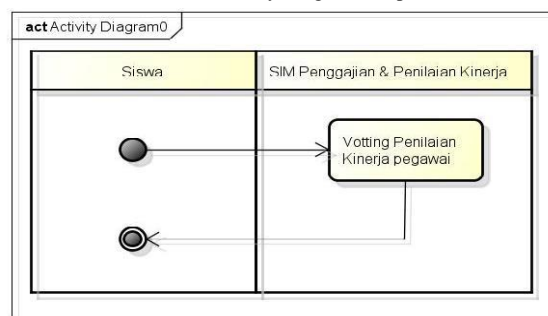 act Activity Diagram0
Siswa
SIM Penggajian & Penilaian Kinerja
Votting Penilaian
Kinerja pegawai